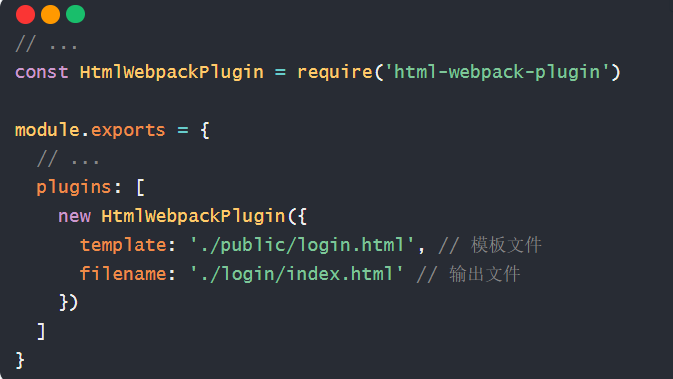 // ...
const HtmlWebpackPlugin = require('html-webpack-plugin')

module.exports = {
  // ...
  plugins: [
    new HtmlWebpackPlugin({
      template: './public/login.html', // 模板文件
      filename: './login/index.html' // 输出文件
    })
  ]
}